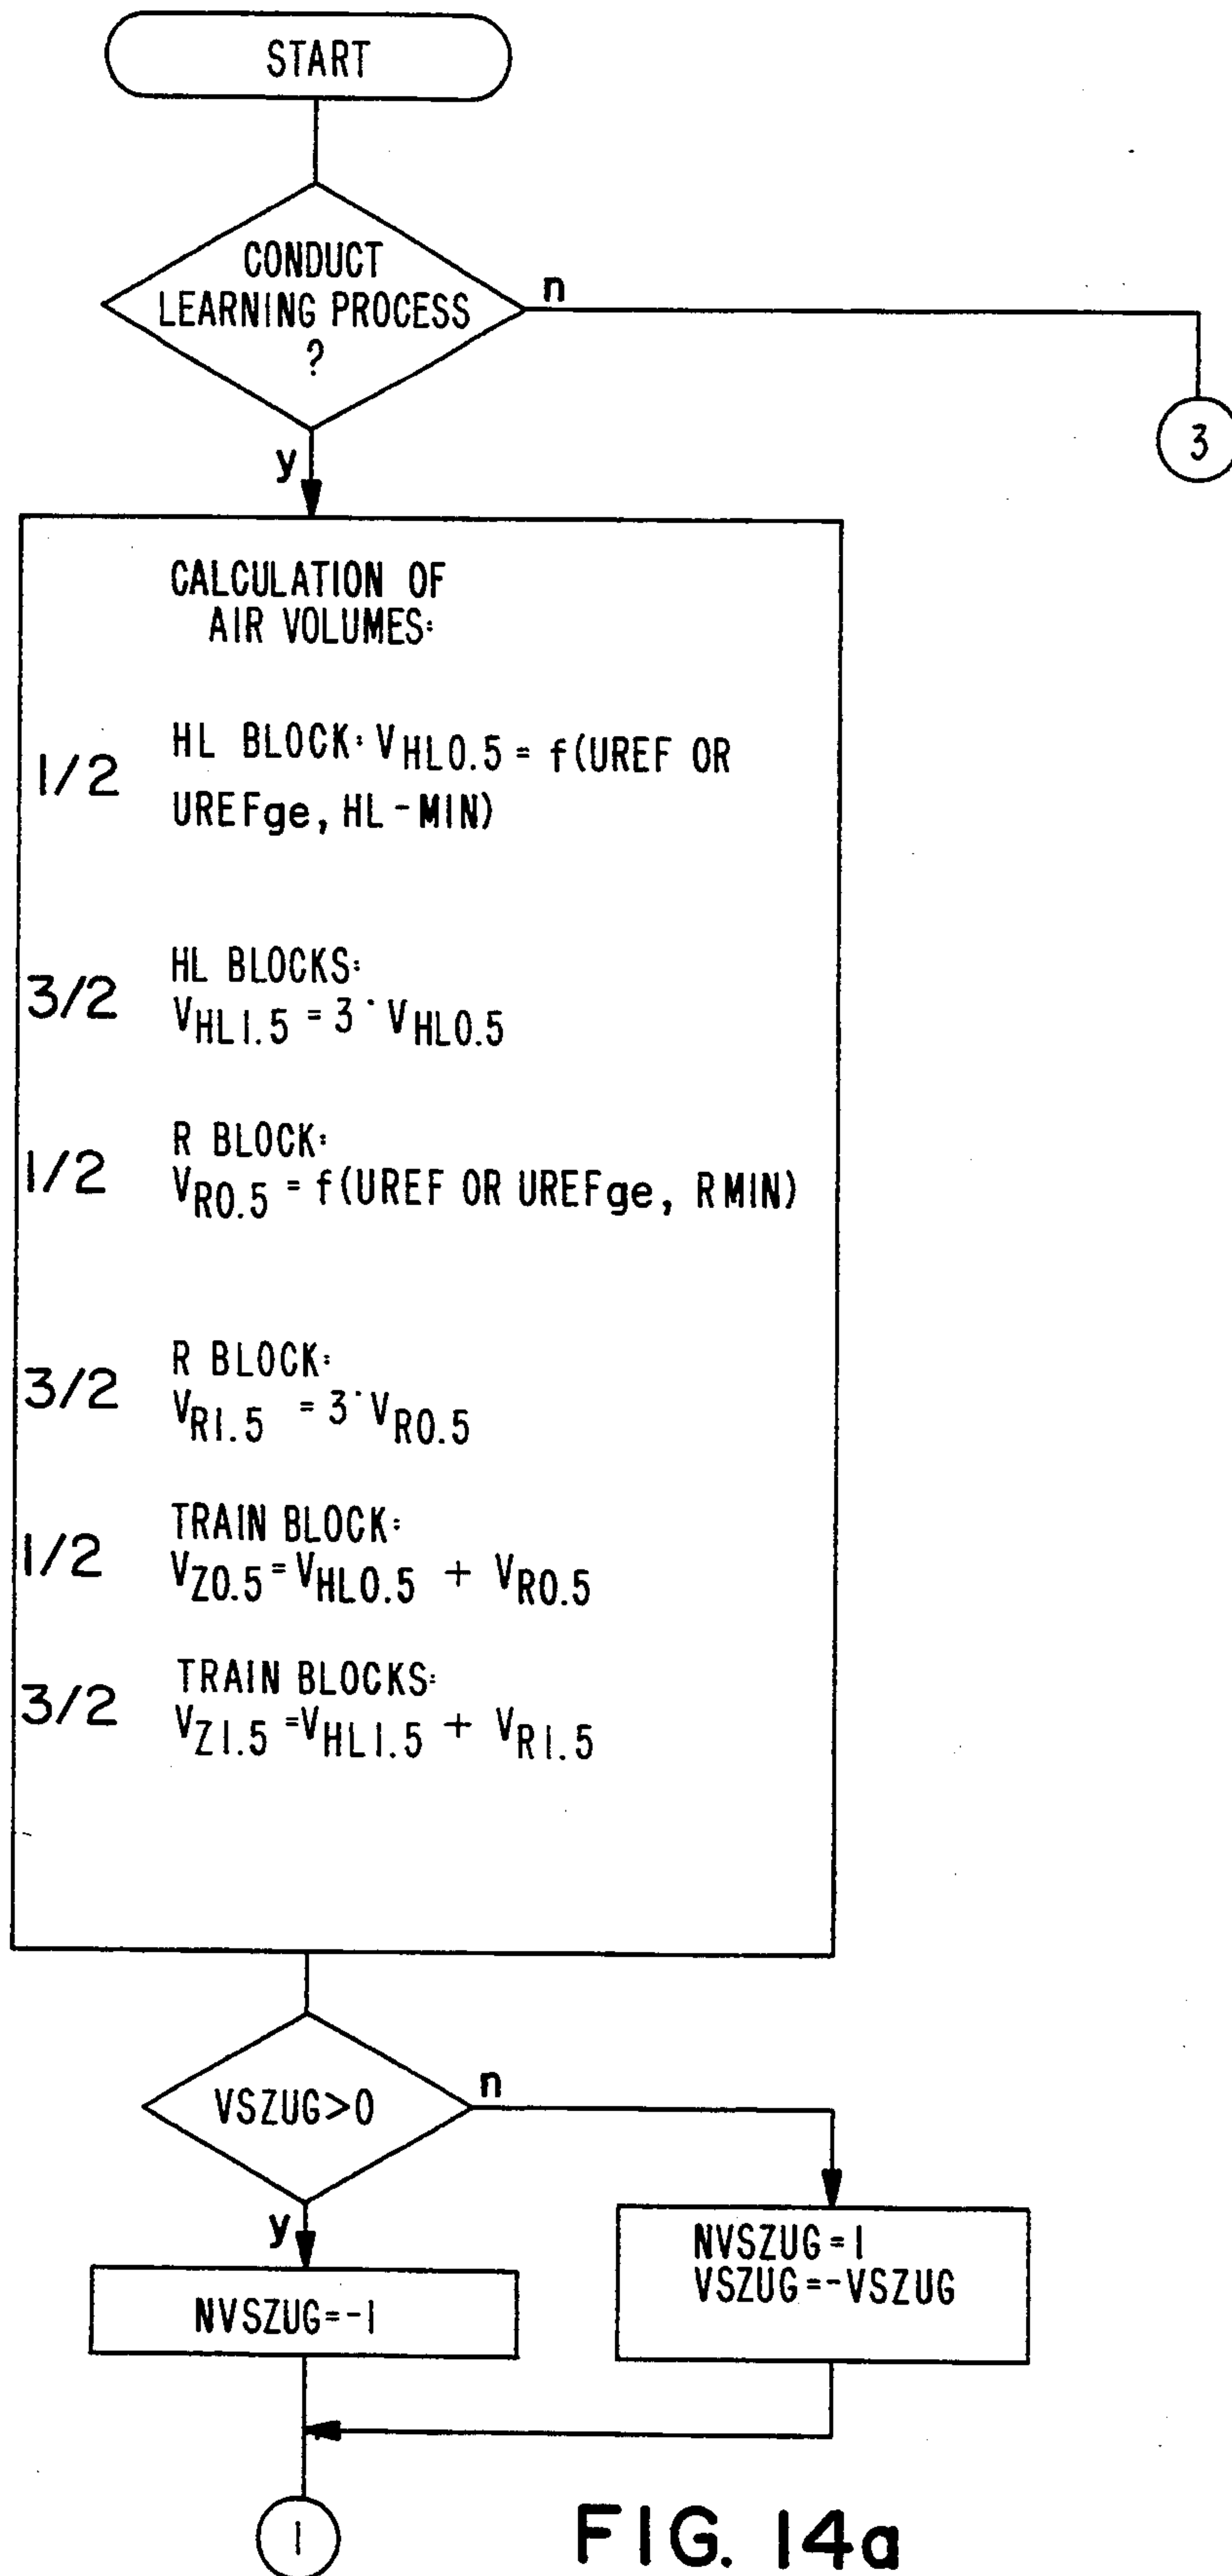 START
CONDUCT
LEARNING PROCESS
?
n
3
y
CALCULATION OF
AIR VOLUMES:
1/2 HL BLOCK: VHL0.5 = f(UREF OR
UREFge, HL-MIN)
3/2 HL BLOCKS:
VHL1.5 = 3·VHL0.5
1/2 R BLOCK:
VR0.5 = f(UREF OR UREFge, RMIN)
3/2 R BLOCK:
VR1.5 = 3·VR0.5
1/2 TRAIN BLOCK:
VZ0.5=VHL0.5 + VR0.5
3/2 TRAIN BLOCKS:
VZ1.5=VHL1.5 + VR1.5
VSZUG>0
n
y
NVSZUG=1
VSZUG=-VSZUG
NVSZUG=-1
1
FIG. 14a